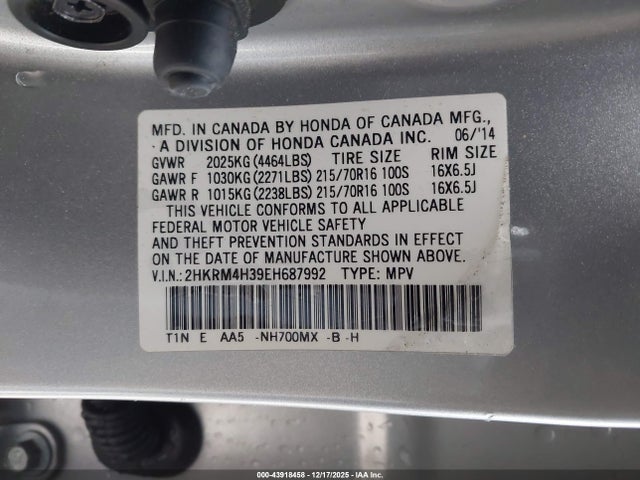 MFD. IN CANADA BY HONDA OF CANADA MFG.,
A DIVISION OF HONDA CANADA INC. 06/'14
GVWR 2025KG(4464LBS) TIRE SIZE RIM SIZE
GAWR F 1030KG(2271LBS) 215/70R16 100S 16X6.5J
GAWR R 1015KG(2238LBS) 215/70R16 100S 16X6.5J
THIS VEHICLE CONFORMS TO ALL APPLICABLE
FEDERAL MOTOR VEHICLE SAFETY
AND THEFT PREVENTION STANDARDS IN EFFECT
ON THE DATE OF MANUFACTURE SHOWN ABOVE.
V.I.N.: 2HKRM4H39EH687992 TYPE: MPV
T1N E AA5 -NH700MX -B -H
000-43918458 - 12/17/2025 - IAA Inc.